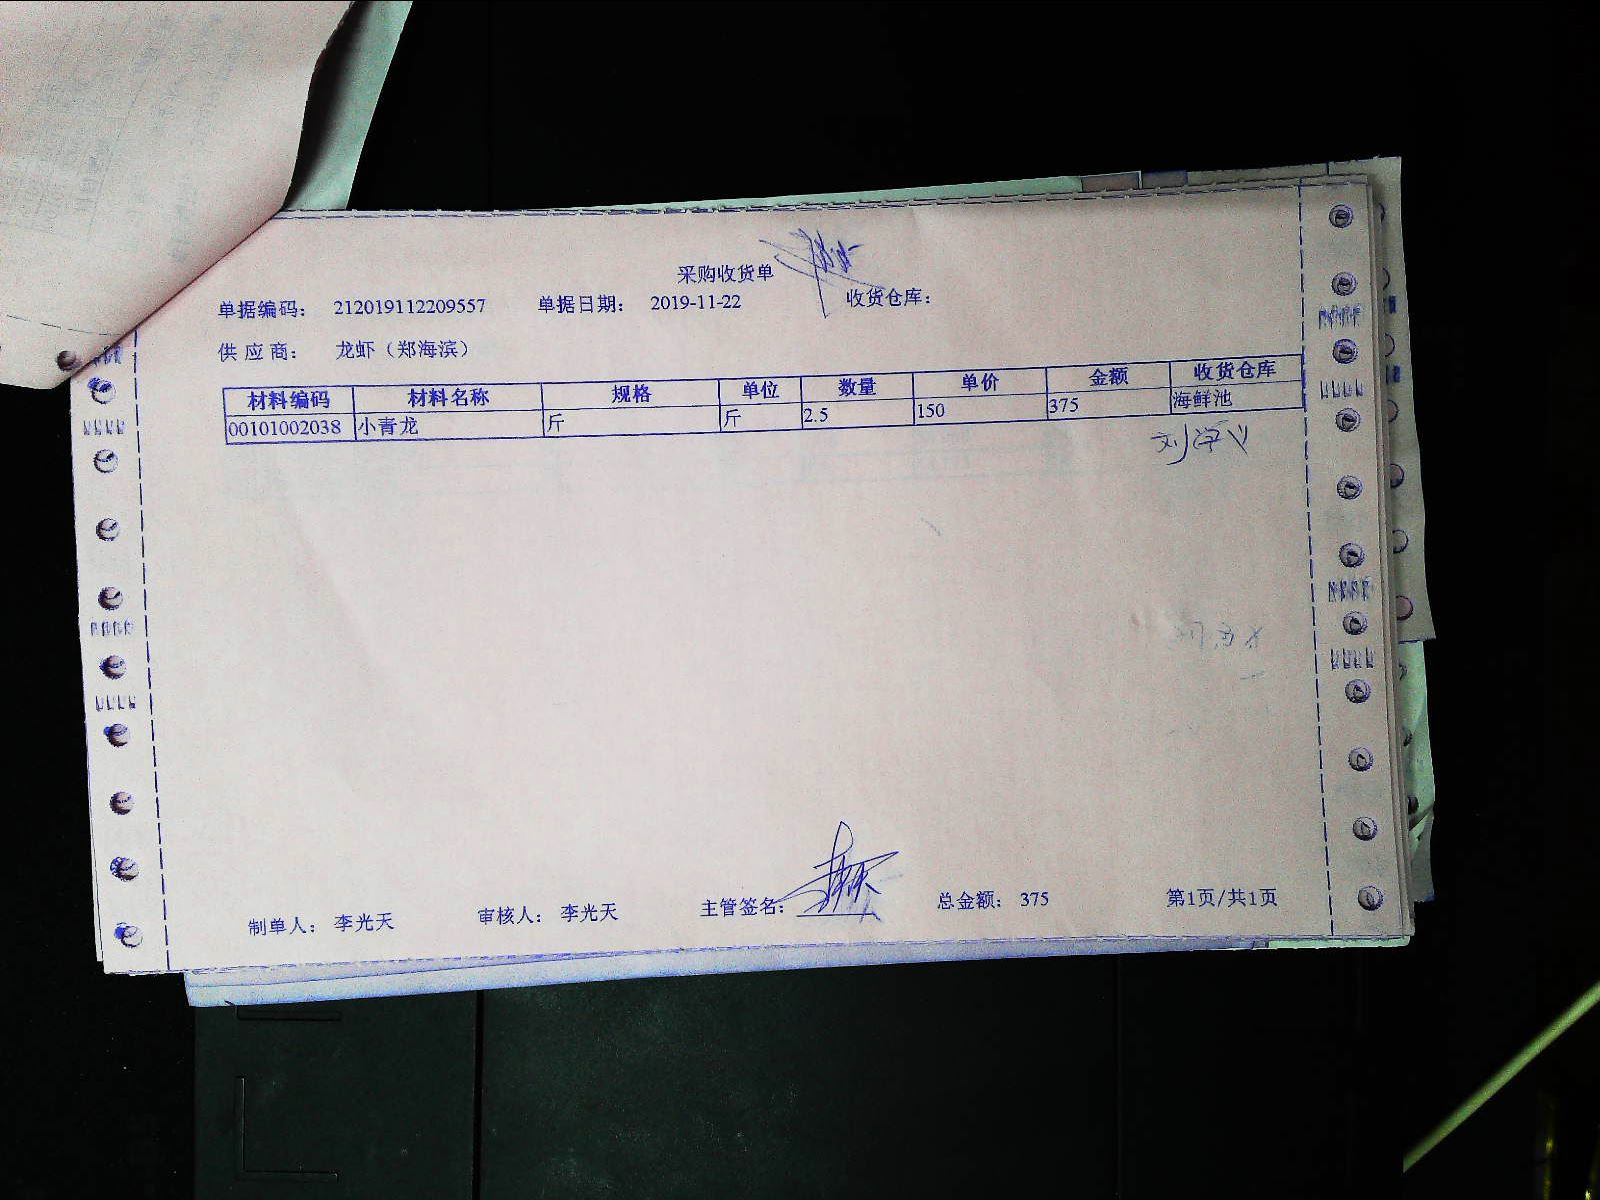 采购收货单
单据编码： 212019112209557 单据日期： 2019-11-22 收货仓库：
供 应 商： 龙虾（郑海滨）
材料编码 材料名称 规格 单位 数量 单价 金额 收货仓库
00101002038 小青龙 斤 斤 2.5 150 375 海鲜池
制单人： 李光天 审核人： 李光天 主管签名： 总金额： 375 第1页/共1页